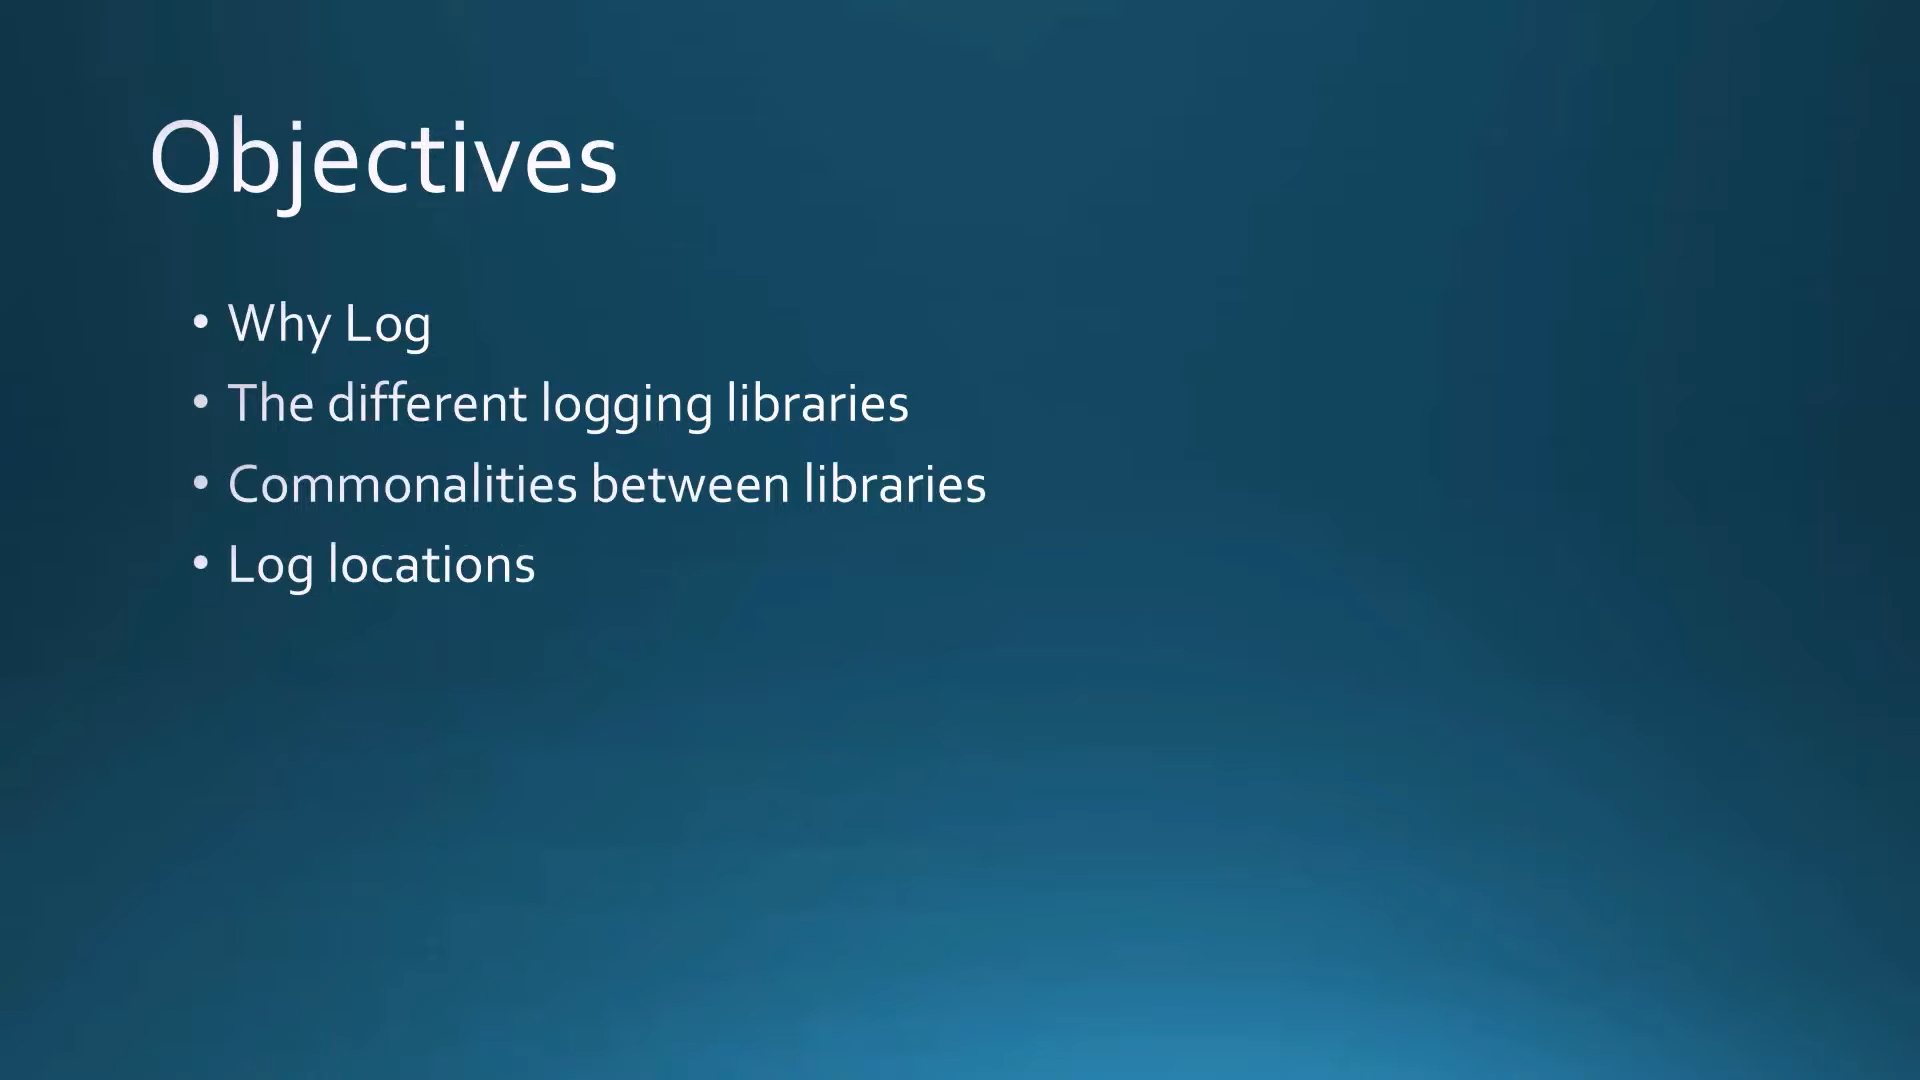 Objectives
• Why Log
• The different logging libraries
• Commonalities between libraries
• Log locations